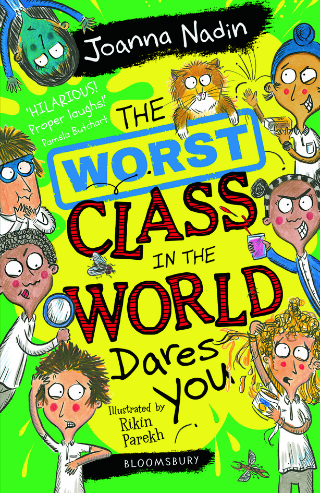 Joanna Nadin
'HILARIOUS!
Proper laughs!'
Pamela Butchart
THE
WORST
CLASS
IN THE
WORLD
Dares
YOU!
Illustrated by
Rikin
Parekh
BLOOMSBURY